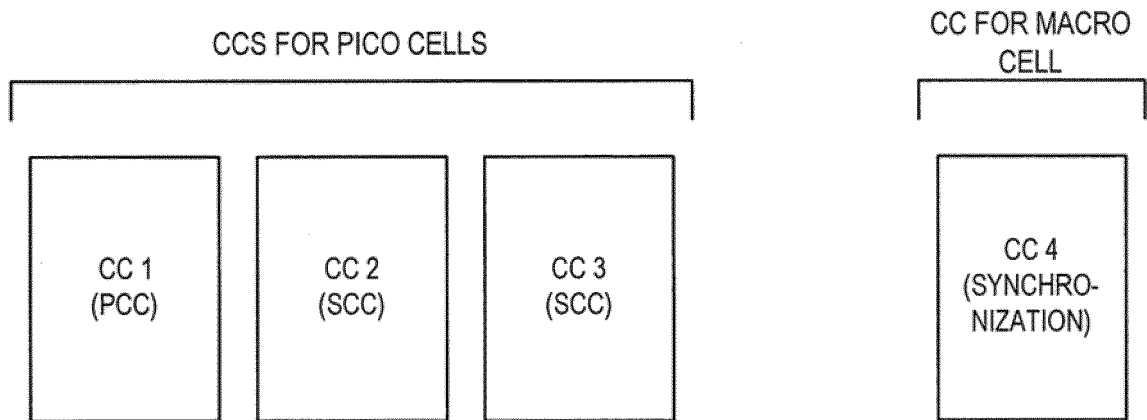 CCS FOR PICO CELLS
CC FOR MACRO
CELL
CC 1
(PCC)
CC 2
(SCC)
CC 3
(SCC)
CC 4
(SYNCHRO-
NIZATION)